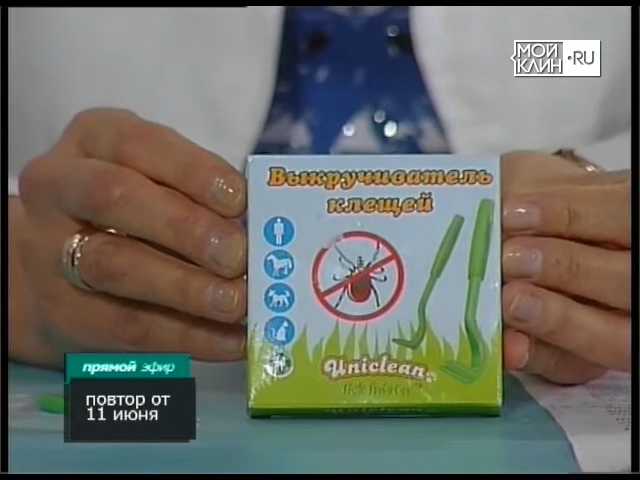 МОЙ
КЛИН.RU
Выкручиватель
клещей
Uniclean
прямой эфир
повтор от
11 июня